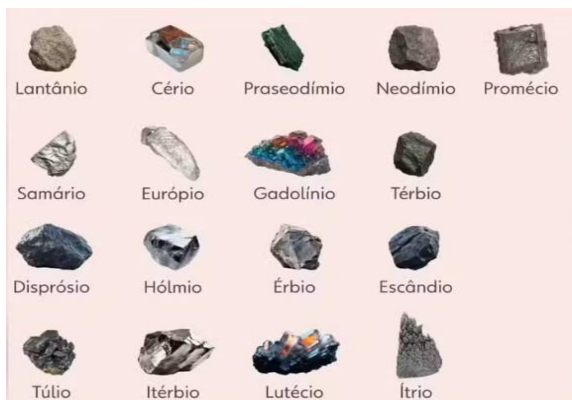 Lantânio Cério Praseodímio Neodímio Promécio
Samário Európio Gadolínio Térbio
Disprósio Hólmio Érbio Escândio
Túlio Itérbio Lutécio Ítrio